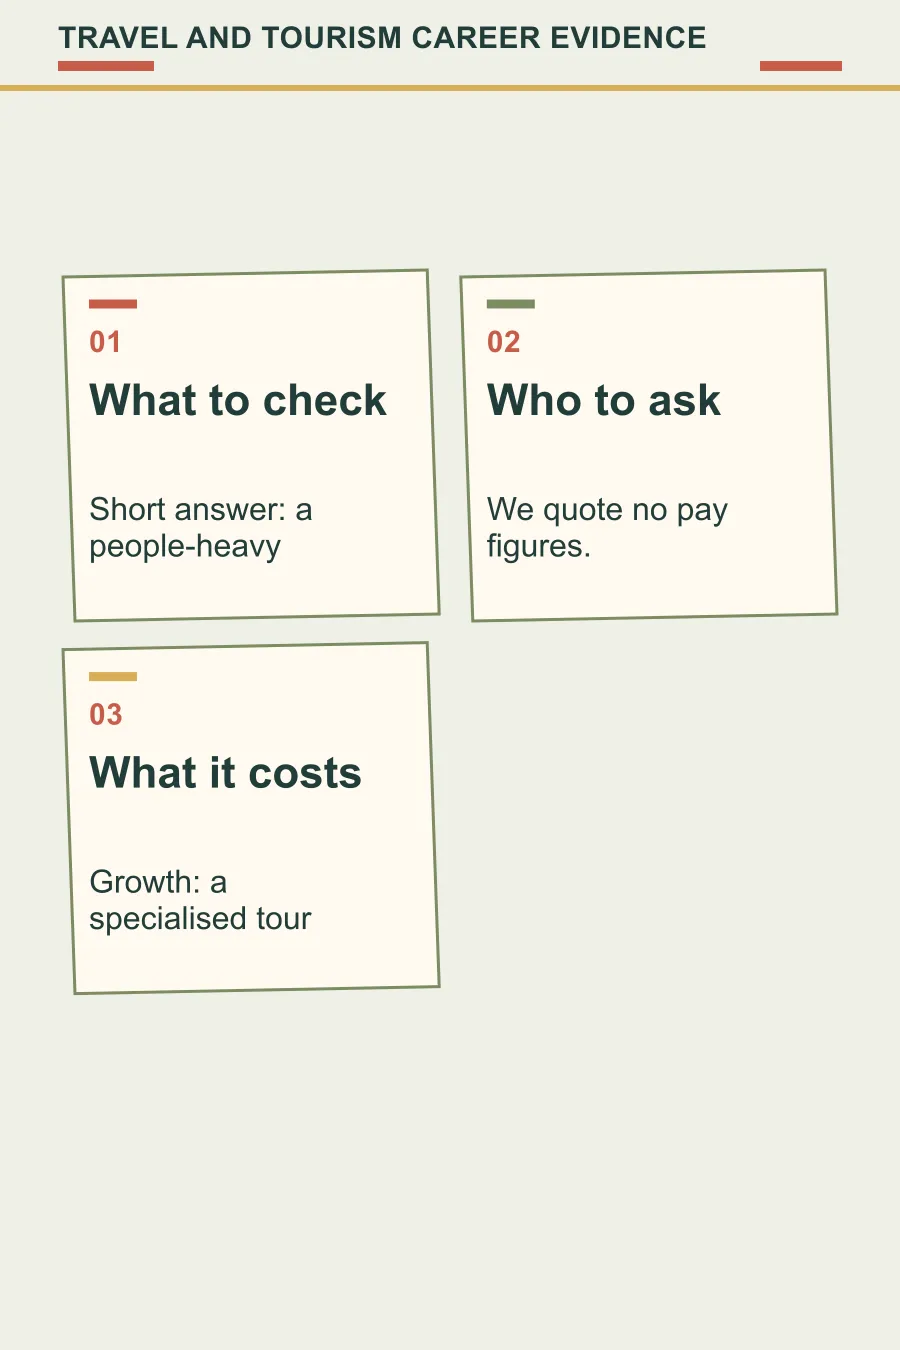 TRAVEL AND TOURISM CAREER EVIDENCE
01
What to check
Short answer: a
people-heavy
02
Who to ask
We quote no pay
figures.
03
What it costs
Growth: a
specialised tour